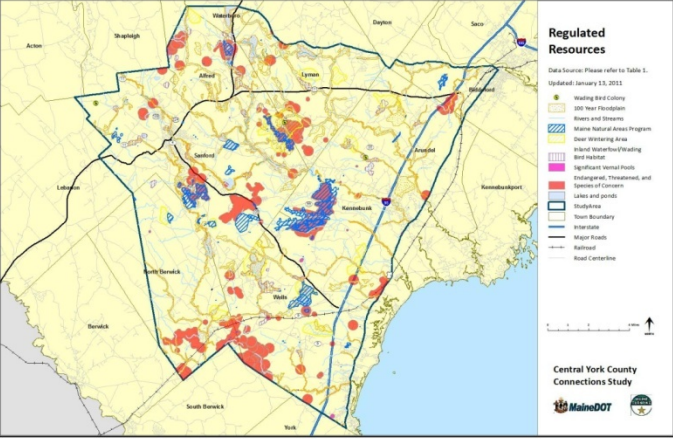 Waterboro
Dayton
Saco
Shapleigh
Acton
Alfred
Lyman
Biddeford
Arundel
Sanford
Lebanon
Kennebunkport
Kennebunk
North Berwick
Wells
Berwick
South Berwick
York
Regulated
Resources
Data Source: Please refer to Table 1.
Updated: January 13, 2011
Wading Bird Colony
100 Year Floodplain
Rivers and Streams
Maine Natural Areas Program
Deer Wintering Area
Inland Waterfowl/Wading
Bird Habitat
Significant Vernal Pools
Endangered, Threatened, and
Species of Concern
Lakes and ponds
StudyArea
Town Boundary
Interstate
Major Roads
Railroad
Road Centerline
Central York County
Connections Study
MaineDOT